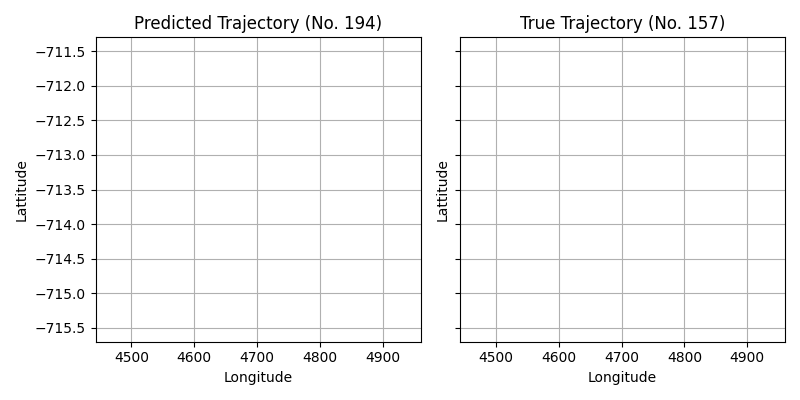 Predicted Trajectory (No. 194)
−711.5
−712.0
−712.5
−713.0
−713.5
−714.0
−714.5
−715.0
−715.5
Lattitude
4500 4600 4700 4800 4900
Longitude
True Trajectory (No. 157)
Lattitude
4500 4600 4700 4800 4900
Longitude